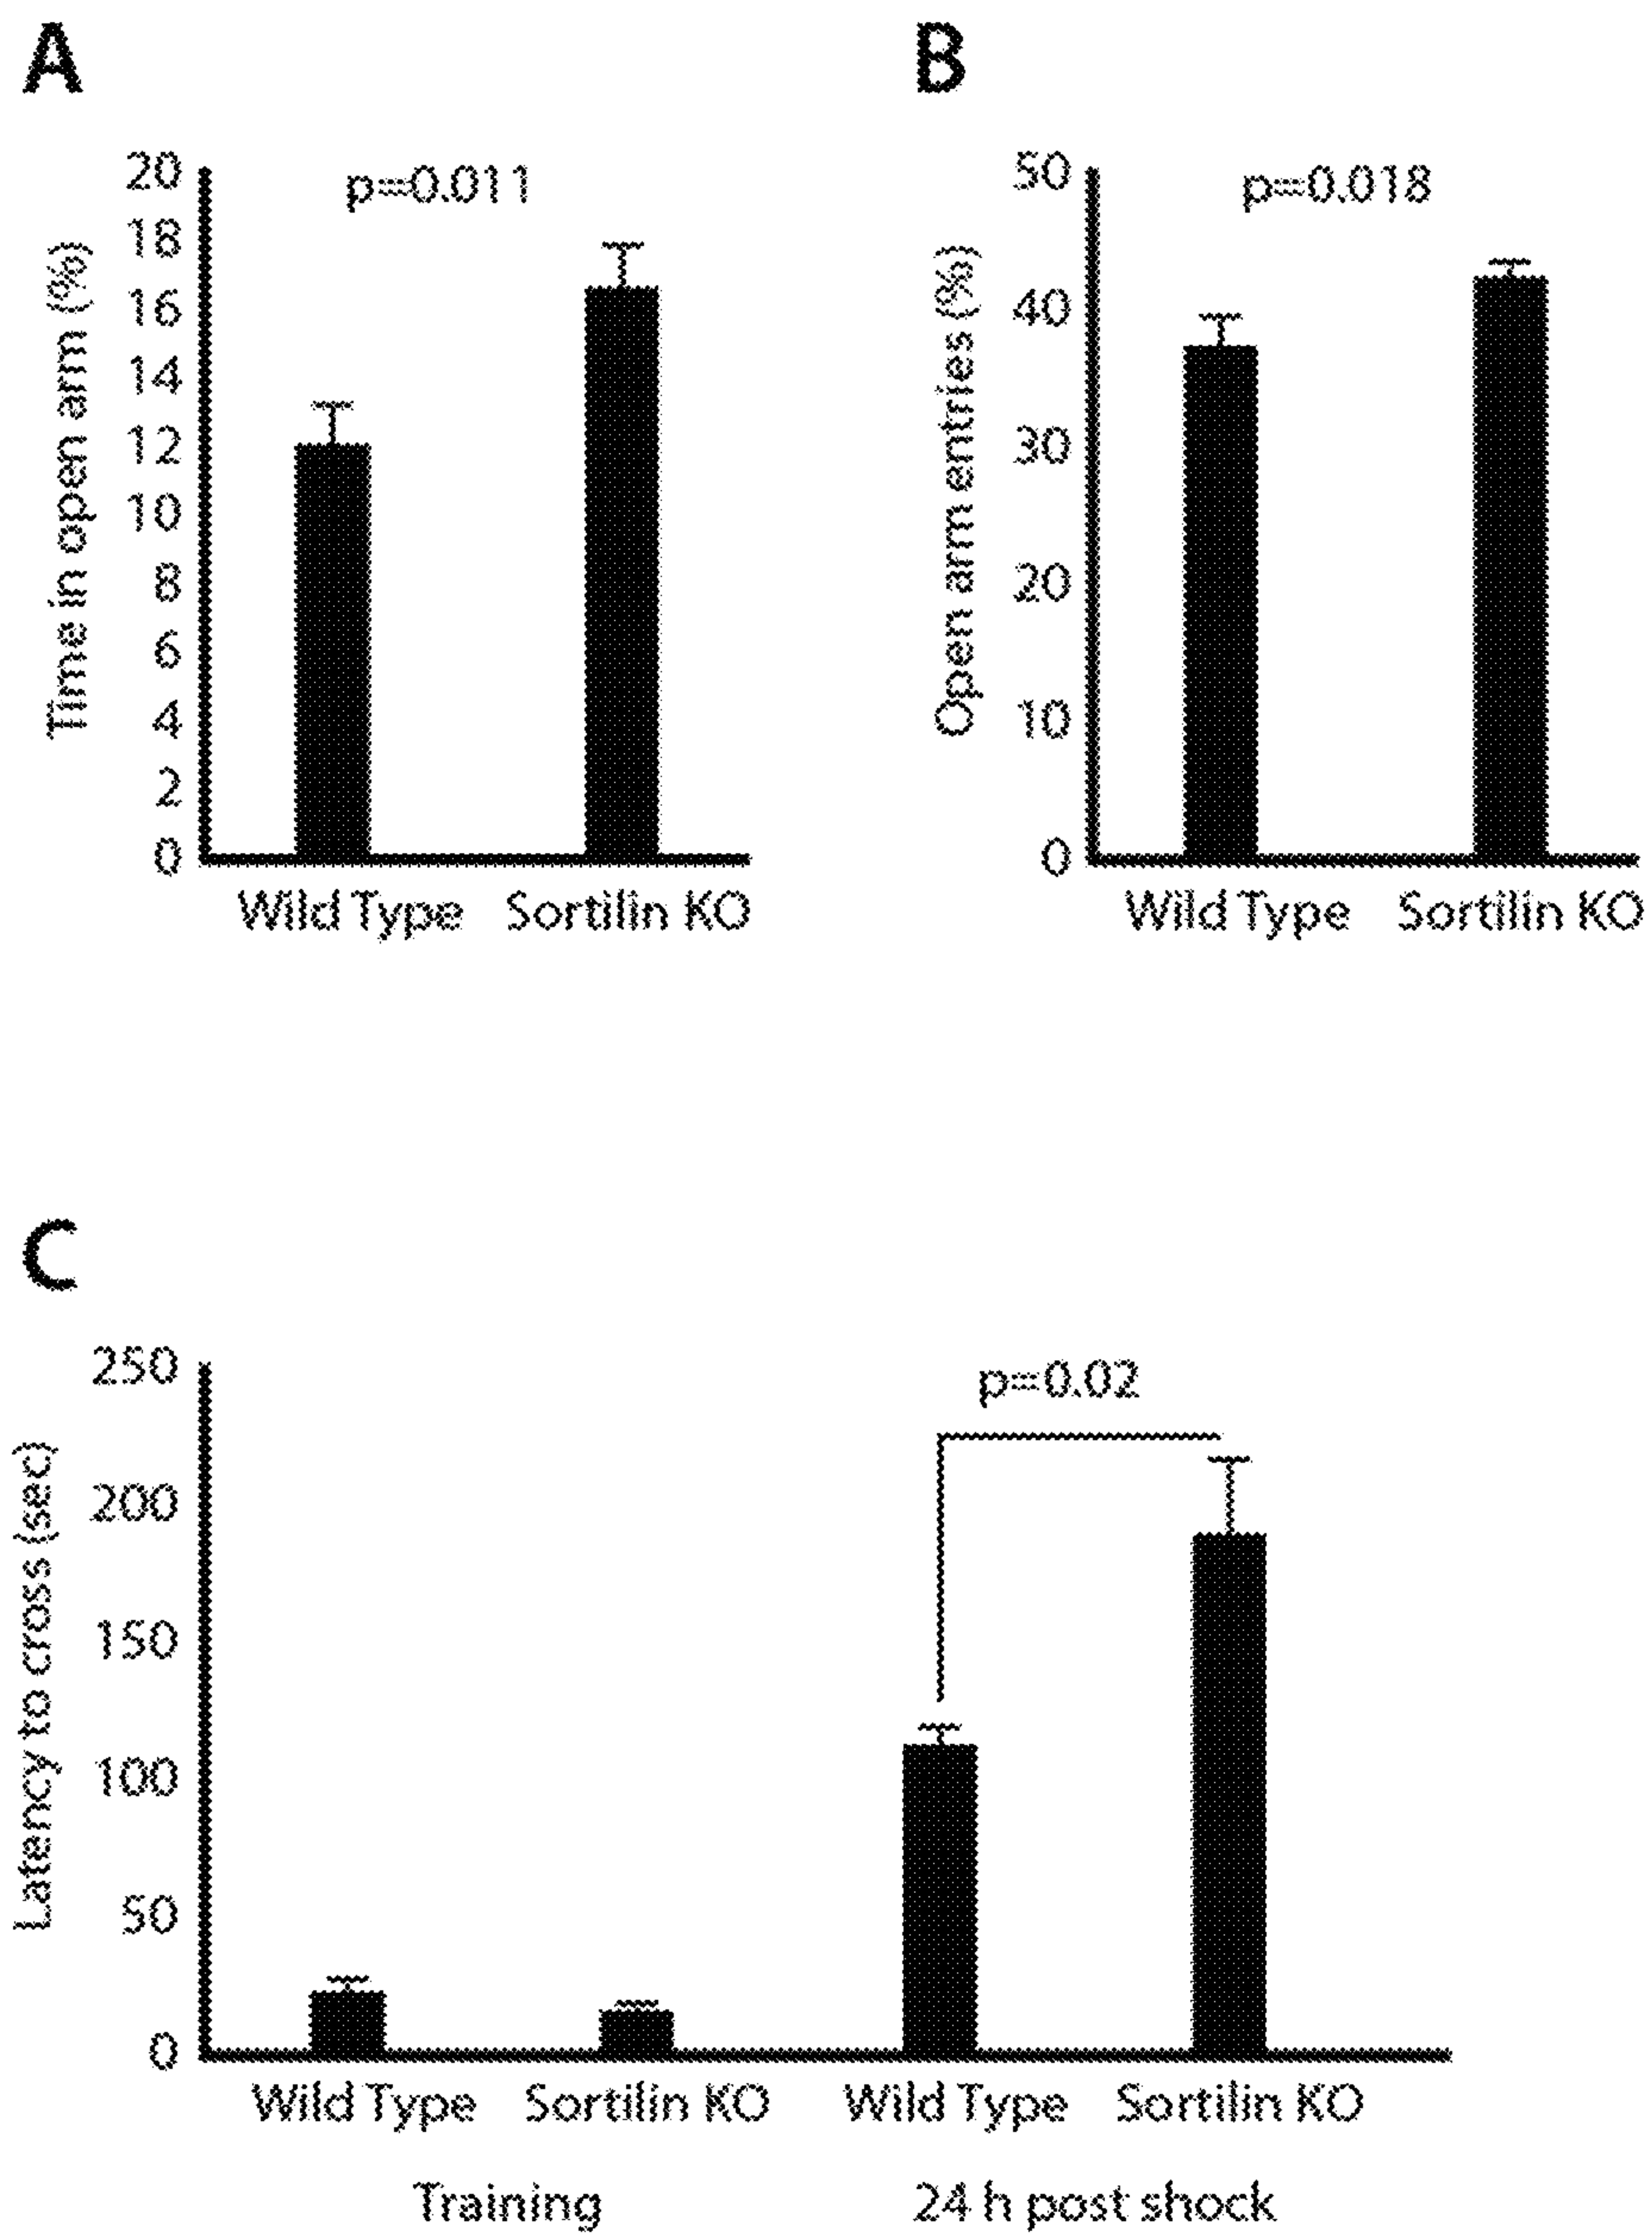 A
20
18
16
14
12
10
8
6
4
2
0
Time in open arm (%)
p=0.011
Wild Type Sortilin KO
B
50
40
30
20
10
0
Open arm entries (%)
p=0.018
Wild Type Sortilin KO
C
250
200
150
100
50
0
Latency to cross (sec)
p=0.02
Wild Type Sortilin KO Wild Type Sortilin KO
Training 24 h post shock